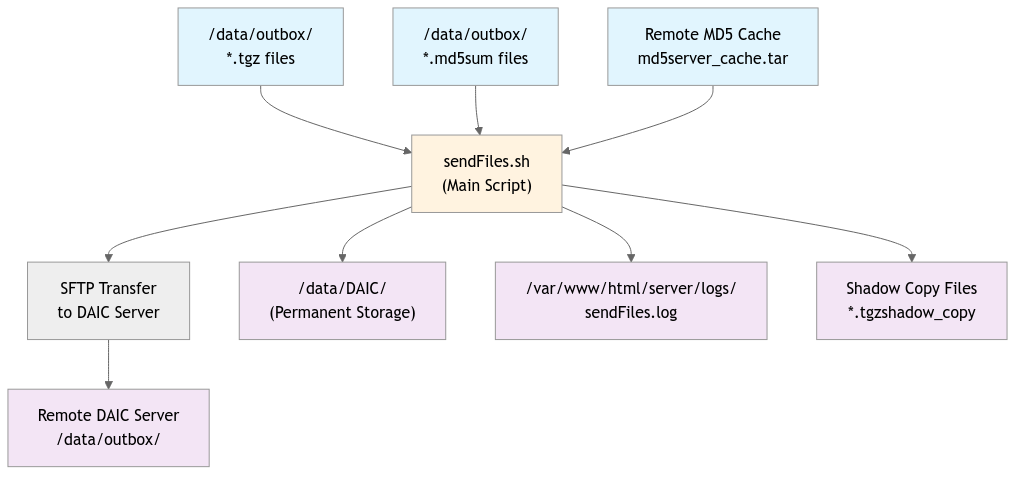 /data/outbox/
*.tgz files
/data/outbox/
*.md5sum files
Remote MD5 Cache
md5server_cache.tar
sendFiles.sh
(Main Script)
SFTP Transfer
to DAIC Server
/data/DAIC/
(Permanent Storage)
/var/www/html/server/logs/
sendFiles.log
Shadow Copy Files
*.tgzshadow_copy
Remote DAIC Server
/data/outbox/